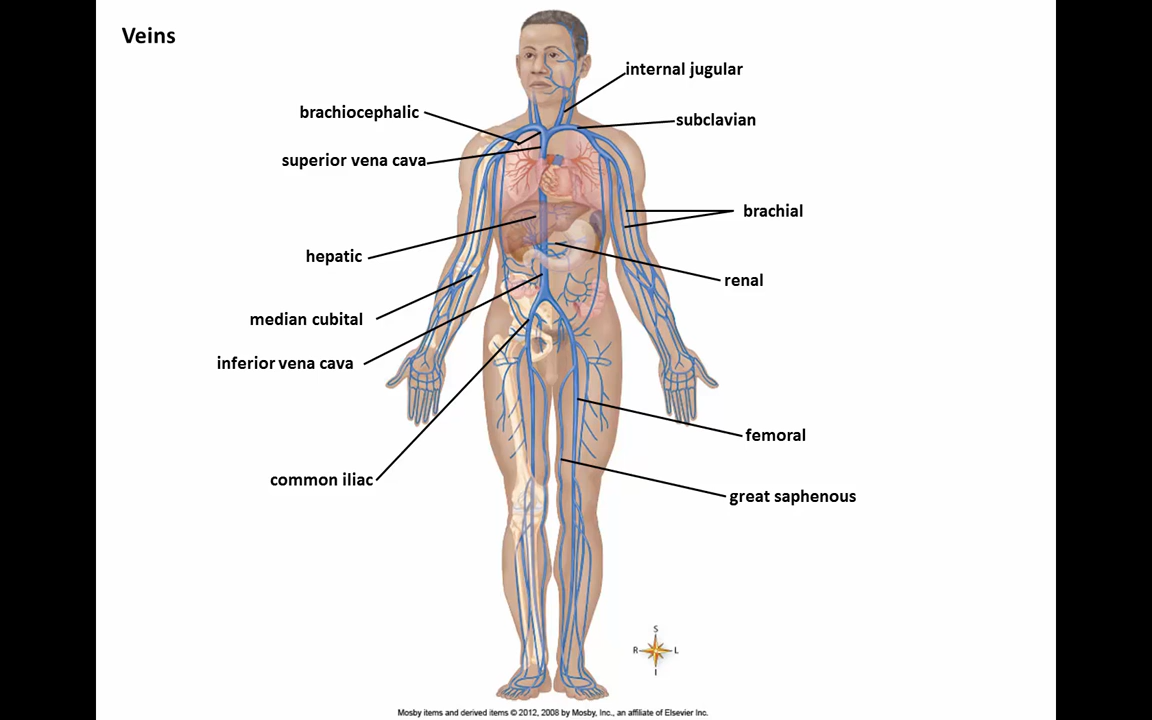 Veins
internal jugular
brachiocephalic
subclavian
superior vena cava
brachial
hepatic
renal
median cubital
inferior vena cava
femoral
common iliac
great saphenous
S
R L
I
Mosby items and derived items © 2012, 2008 by Mosby, Inc., an affiliate of Elsevier Inc.